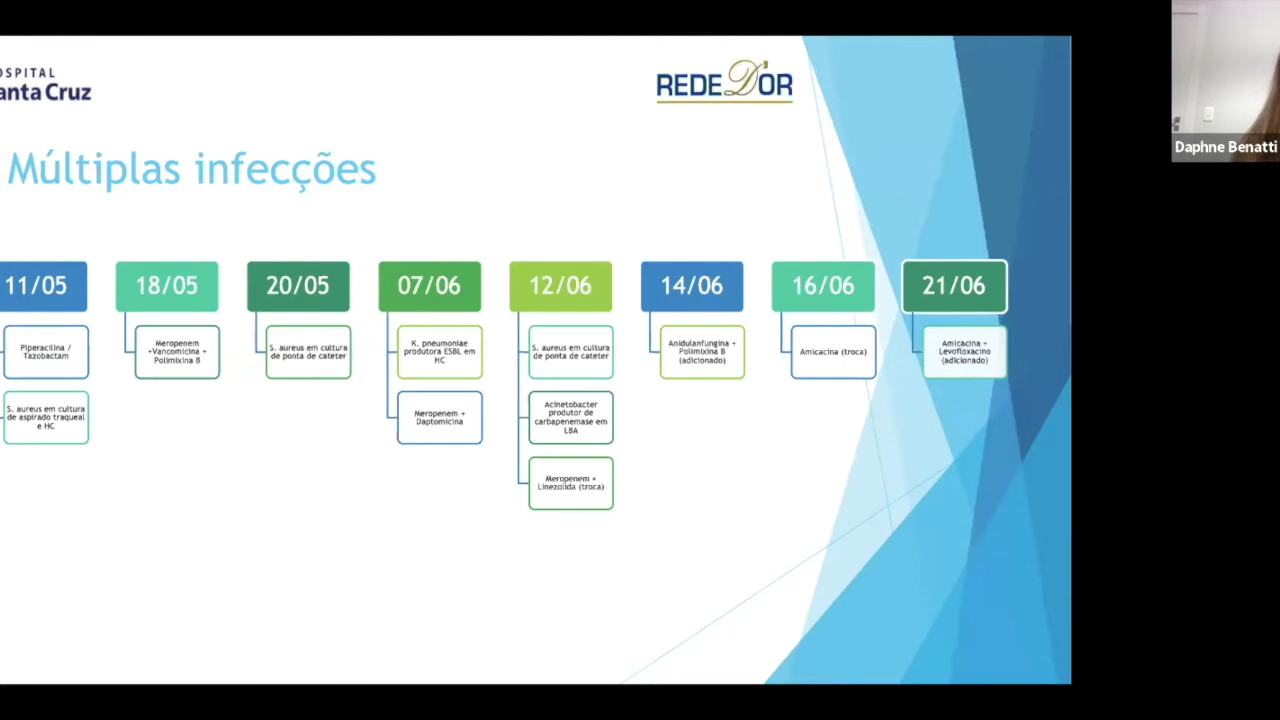 OSPITAL
anta Cruz
REDE D'OR
Daphne Benatti
Múltiplas infecções
11/05
18/05
20/05
07/06
12/06
14/06
16/06
21/06
Piperacilina /
Tazobactam
S. aureus em cultura
de aspirado traqueal
e HC
Meropenem
+Vancomicina +
Polimixina B
S. aureus em cultura
de ponta de cateter
K. pneumoniae
produtora ESBL em
HC
Meropenem +
Daptomicina
S. aureus em cultura
de ponta de cateter
Acinetobacter
produtor de
carbapenemase em
LBA
Meropenem +
Linezolida (troca)
Anidulanfungina +
Polimixina B
(adicionado)
Amicacina (troca)
Amicacina +
Levofloxacino
(adicionado)